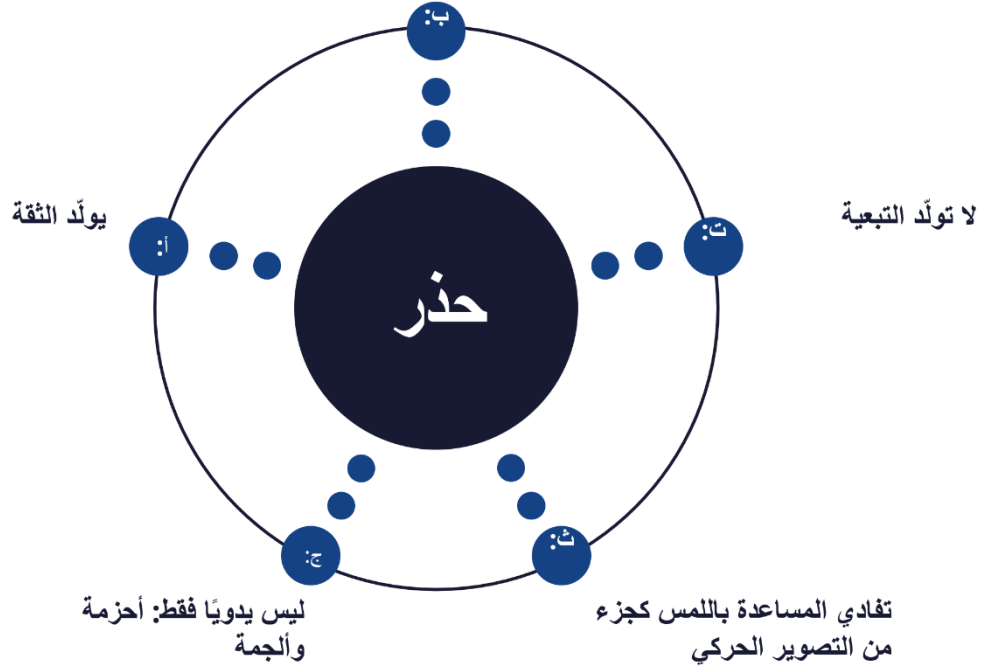 ب:
أ:
يولّد الثقة
ت:
لا تولّد التبعية
حذر
ث:
تفادي المساعدة باللمس كجزء
من التصوير الحركي
ج:
ليس يدويًا فقط: أحزمة
وألجمة